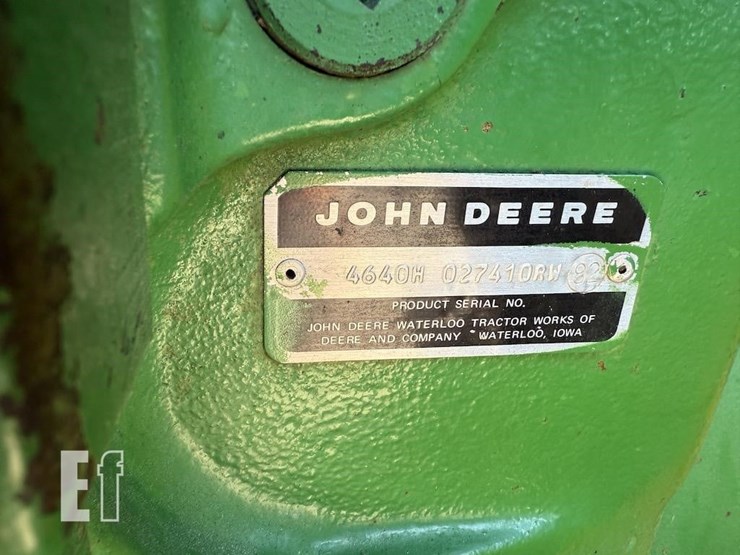 JOHN DEERE
4640H 027410RW
PRODUCT SERIAL NO.
JOHN DEERE WATERLOO TRACTOR WORKS OF
DEERE AND COMPANY WATERLOO, IOWA
Ef